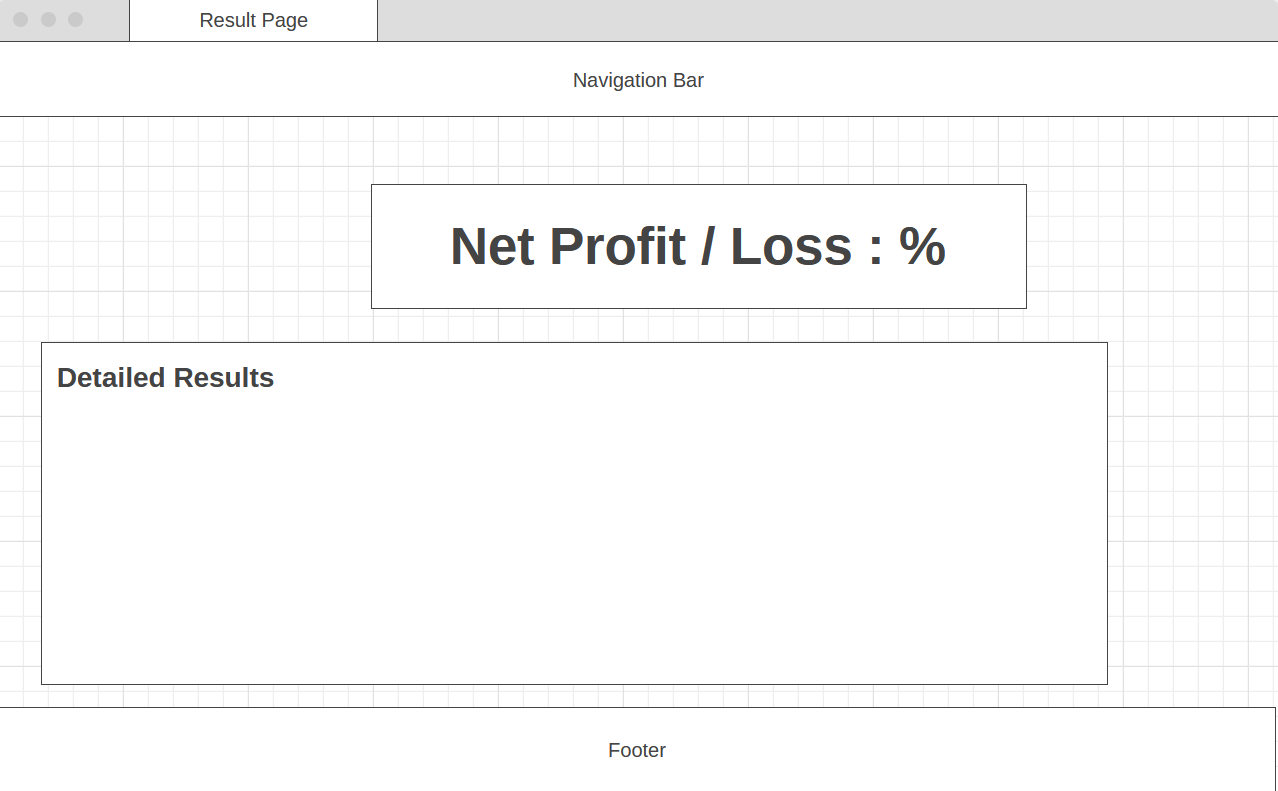 Result Page
Navigation Bar
Net Profit / Loss : %
Detailed Results
Footer